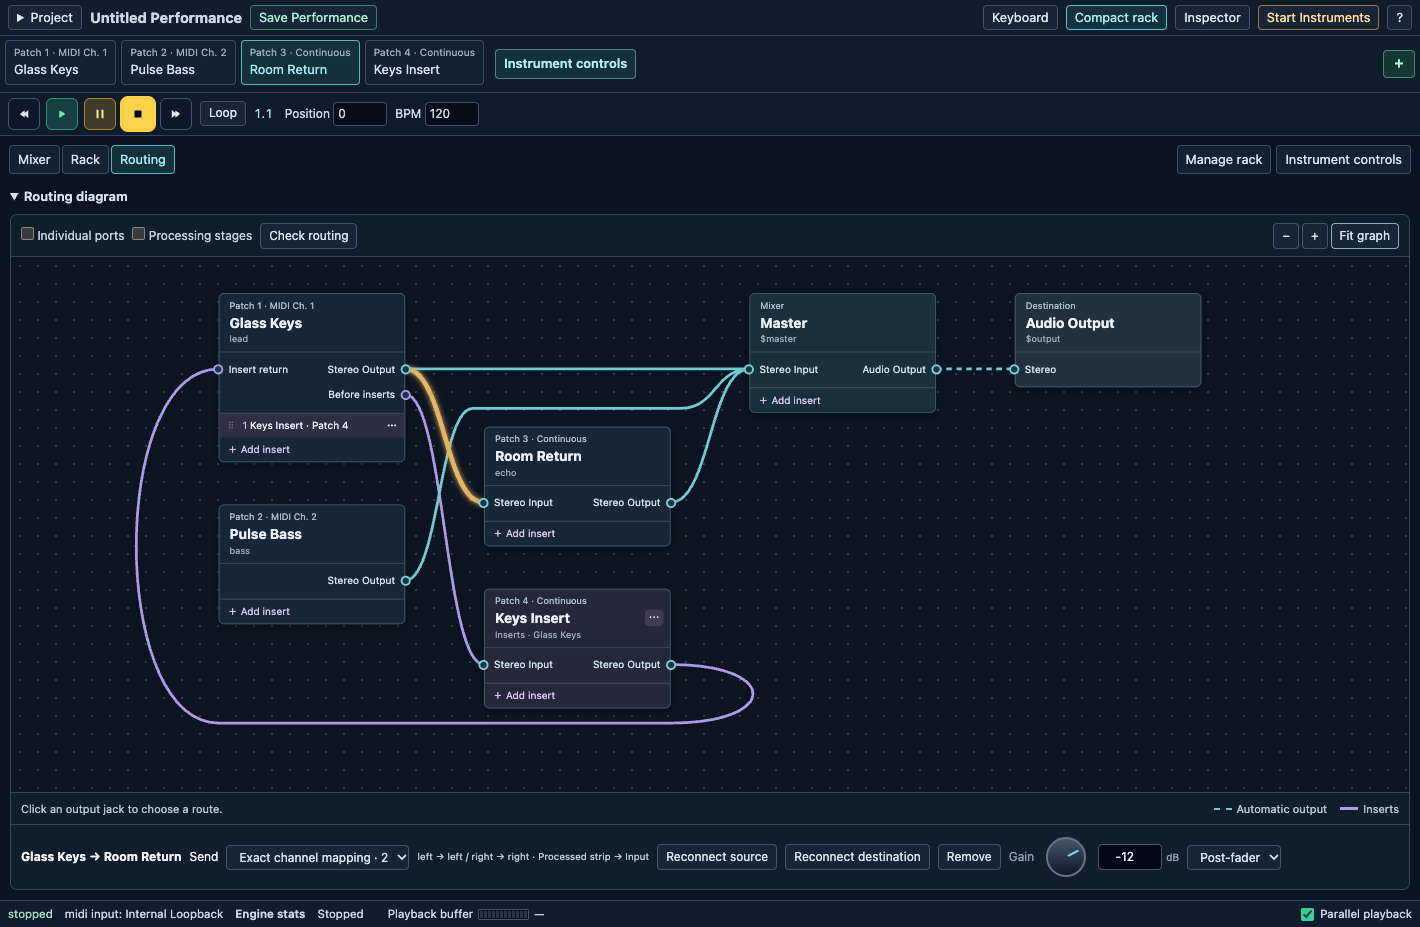 Project
Untitled Performance
Save Performance
Keyboard
Compact rack
Inspector
Start Instruments
?
Patch 1 · MIDI Ch. 1
Glass Keys
Patch 2 · MIDI Ch. 2
Pulse Bass
Patch 3 · Continuous
Room Return
Patch 4 · Continuous
Keys Insert
Instrument controls
+
Loop
1.1
Position
0
BPM
120
Mixer
Rack
Routing
Manage rack
Instrument controls
Routing diagram
Individual ports
Processing stages
Check routing
−
+
Fit graph
Patch 1 · MIDI Ch. 1
Glass Keys
lead
Insert return
Stereo Output
Before inserts
1 Keys Insert · Patch 4
···
+ Add insert
Patch 2 · MIDI Ch. 2
Pulse Bass
bass
Stereo Output
+ Add insert
Patch 3 · Continuous
Room Return
echo
Stereo Input
Stereo Output
+ Add insert
Patch 4 · Continuous
Keys Insert
···
Inserts · Glass Keys
Stereo Input
Stereo Output
+ Add insert
Mixer
Master
$master
Stereo Input
Audio Output
+ Add insert
Destination
Audio Output
$output
Stereo
Click an output jack to choose a route.
Automatic output
Inserts
Glass Keys → Room Return
Send
Exact channel mapping · 2
left → left / right → right · Processed strip → Input
Reconnect source
Reconnect destination
Remove
Gain
-12
dB
Post-fader
stopped
midi input: Internal Loopback
Engine stats
Stopped
Playback buffer
—
Parallel playback